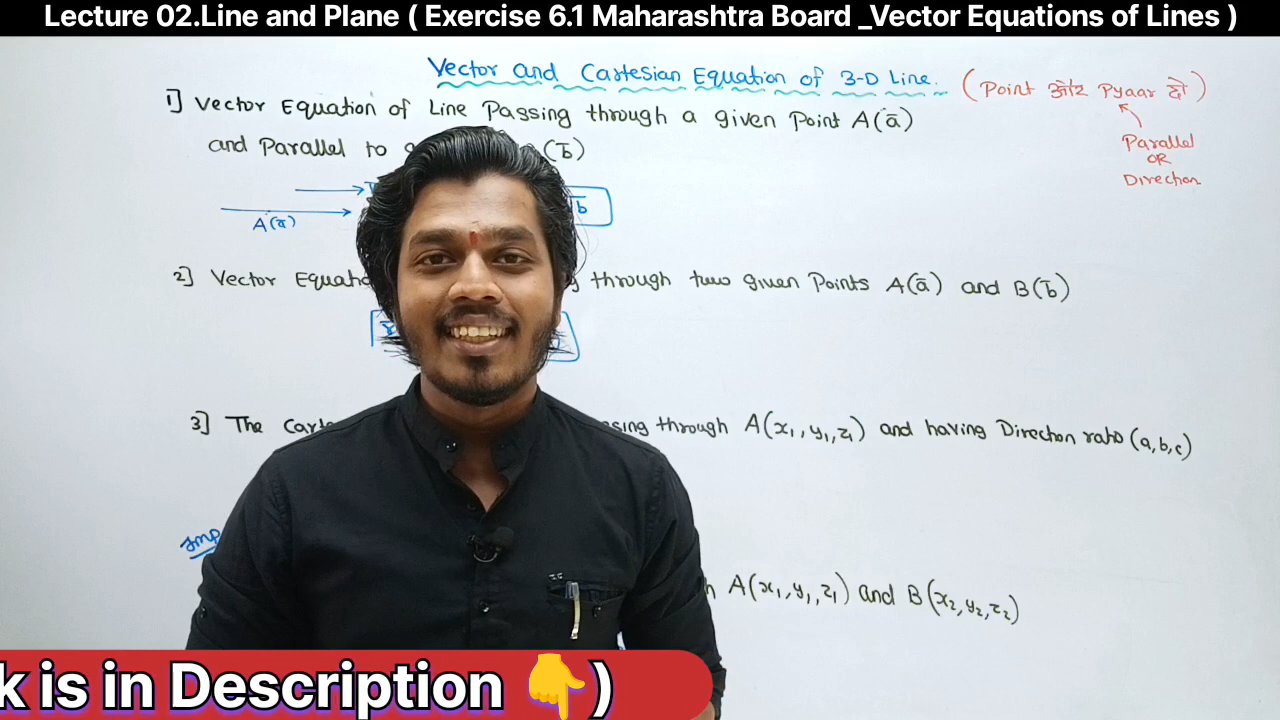 Lecture 02.Line and Plane ( Exercise 6.1 Maharashtra Board _Vector Equations of Lines )
Vector and Cartesian Equation of 3-D Line.
(Point और Pyaar दो)
Parallel
OR
Direction
1] Vector Equation of Line Passing through a given Point A(ā)
and Parallel to (b̄)
A(ā)
b̄
2] Vector through two given Points A(ā) and B(b̄)
3] The through A(x₁,y₁,z₁) and having Direction ratio (a,b,c)
Imp
A(x₁,y₁,z₁) and B(x₂,y₂,z₂)
k is in Description 👇)